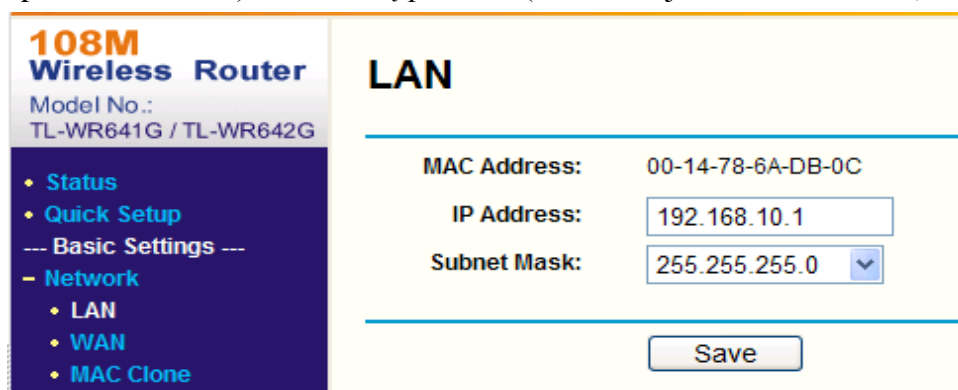 108M
Wireless Router
Model No.:
TL-WR641G / TL-WR642G
• Status
• Quick Setup
--- Basic Settings ---
– Network
• LAN
• WAN
• MAC Clone
LAN
MAC Address: 00-14-78-6A-DB-0C
IP Address: 192.168.10.1
Subnet Mask: 255.255.255.0
Save